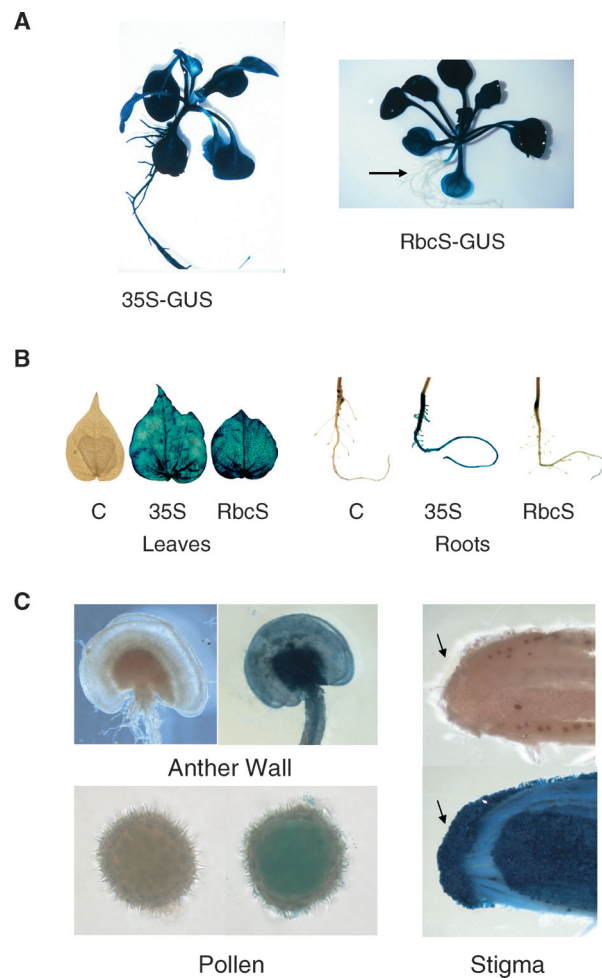 A
35S-GUS
RbcS-GUS
B
C 35S RbcS C 35S RbcS
Leaves Roots
C
Anther Wall
Pollen Stigma